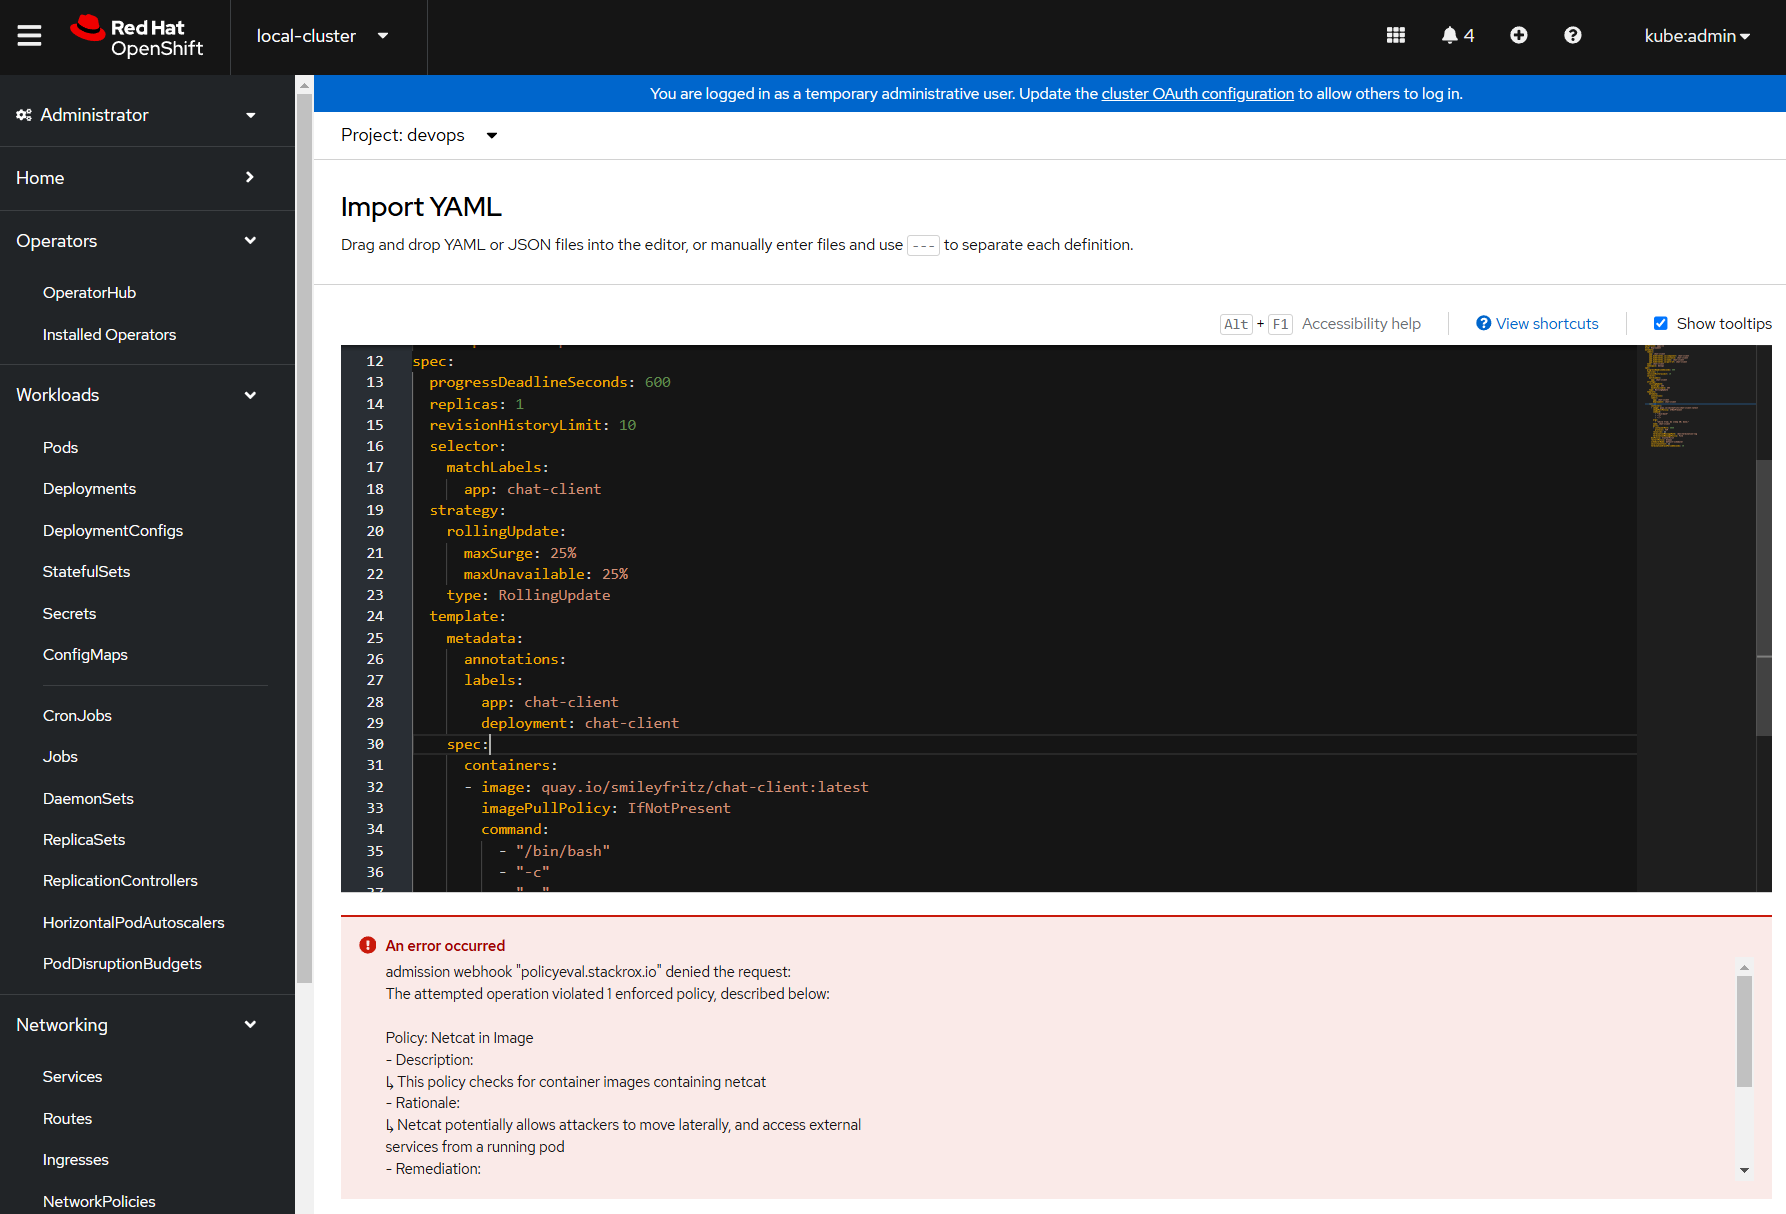 Red Hat
OpenShift
local-cluster
4
kube:admin
You are logged in as a temporary administrative user. Update the cluster OAuth configuration to allow others to log in.
Administrator
Home
Operators
OperatorHub
Installed Operators
Workloads
Pods
Deployments
DeploymentConfigs
StatefulSets
Secrets
ConfigMaps
CronJobs
Jobs
DaemonSets
ReplicaSets
ReplicationControllers
HorizontalPodAutoscalers
PodDisruptionBudgets
Networking
Services
Routes
Ingresses
NetworkPolicies
Project: devops
Import YAML
Drag and drop YAML or JSON files into the editor, or manually enter files and use --- to separate each definition.
Alt + F1 Accessibility help
View shortcuts
Show tooltips
12 spec:
13 progressDeadlineSeconds: 600
14 replicas: 1
15 revisionHistoryLimit: 10
16 selector:
17 matchLabels:
18 app: chat-client
19 strategy:
20 rollingUpdate:
21 maxSurge: 25%
22 maxUnavailable: 25%
23 type: RollingUpdate
24 template:
25 metadata:
26 annotations:
27 labels:
28 app: chat-client
29 deployment: chat-client
30 spec:
31 containers:
32 - image: quay.io/smileyfritz/chat-client:latest
33 imagePullPolicy: IfNotPresent
34 command:
35 - "/bin/bash"
36 - "-c"
37
An error occurred
admission webhook "policyeval.stackrox.io" denied the request:
The attempted operation violated 1 enforced policy, described below:
Policy: Netcat in Image
- Description:
↳ This policy checks for container images containing netcat
- Rationale:
↳ Netcat potentially allows attackers to move laterally, and access external
services from a running pod
- Remediation: